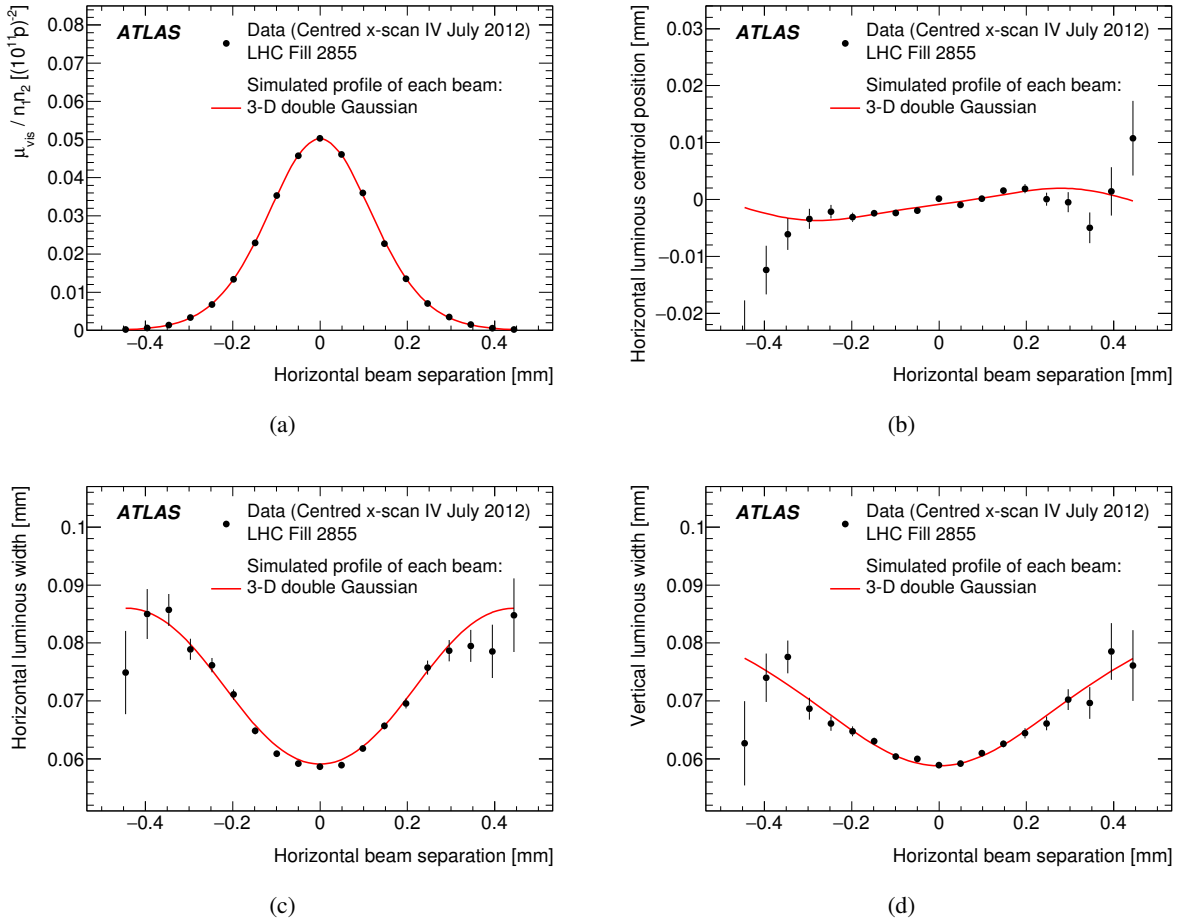 ATLAS
Data (Centred x-scan IV July 2012)
LHC Fill 2855
Simulated profile of each beam:
3-D double Gaussian
μvis / n1n2 [(10^11p)^-2]
0.08
0.07
0.06
0.05
0.04
0.03
0.02
0.01
0
−0.4 −0.2 0 0.2 0.4
Horizontal beam separation [mm]
(a)
ATLAS
Data (Centred x-scan IV July 2012)
LHC Fill 2855
Simulated profile of each beam:
3-D double Gaussian
Horizontal luminous centroid position [mm]
0.03
0.02
0.01
0
−0.01
−0.02
−0.4 −0.2 0 0.2 0.4
Horizontal beam separation [mm]
(b)
ATLAS
Data (Centred x-scan IV July 2012)
LHC Fill 2855
Simulated profile of each beam:
3-D double Gaussian
Horizontal luminous width [mm]
0.1
0.09
0.08
0.07
0.06
−0.4 −0.2 0 0.2 0.4
Horizontal beam separation [mm]
(c)
ATLAS
Data (Centred x-scan IV July 2012)
LHC Fill 2855
Simulated profile of each beam:
3-D double Gaussian
Vertical luminous width [mm]
0.1
0.09
0.08
0.07
0.06
−0.4 −0.2 0 0.2 0.4
Horizontal beam separation [mm]
(d)